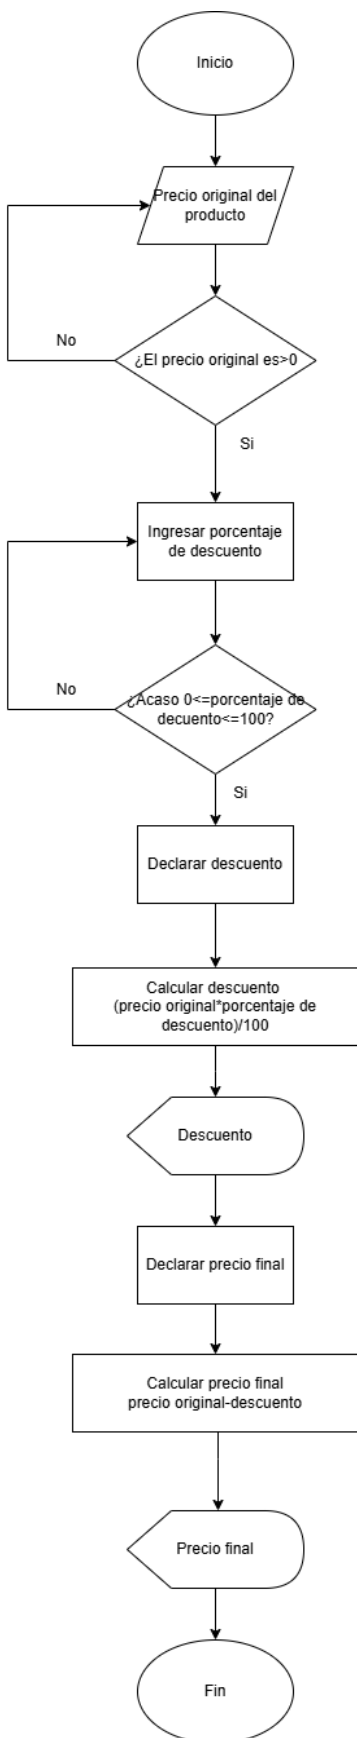 Inicio
Precio original del
producto
No
¿El precio original es>0
Si
Ingresar porcentaje
de descuento
No
¿Acaso 0<=porcentaje de
decuento<=100?
Si
Declarar descuento
Calcular descuento
(precio original*porcentaje de
descuento)/100
Descuento
Declarar precio final
Calcular precio final
precio original-descuento
Precio final
Fin